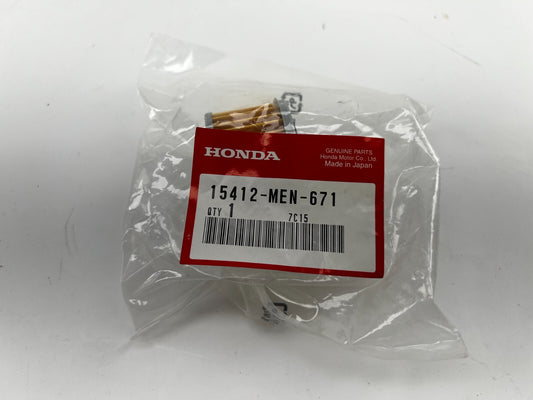 HONDA
GENUINE PARTS
Honda Motor Co., Ltd.
Made in Japan
15412-MEN-671
QTY 1
7C15